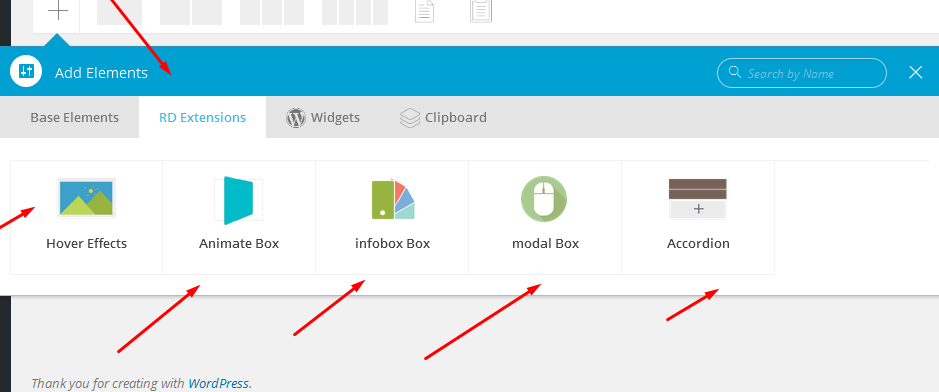 Add Elements
Search by Name
Base Elements
RD Extensions
Widgets
Clipboard
Hover Effects
Animate Box
infobox Box
modal Box
Accordion
Thank you for creating with WordPress.